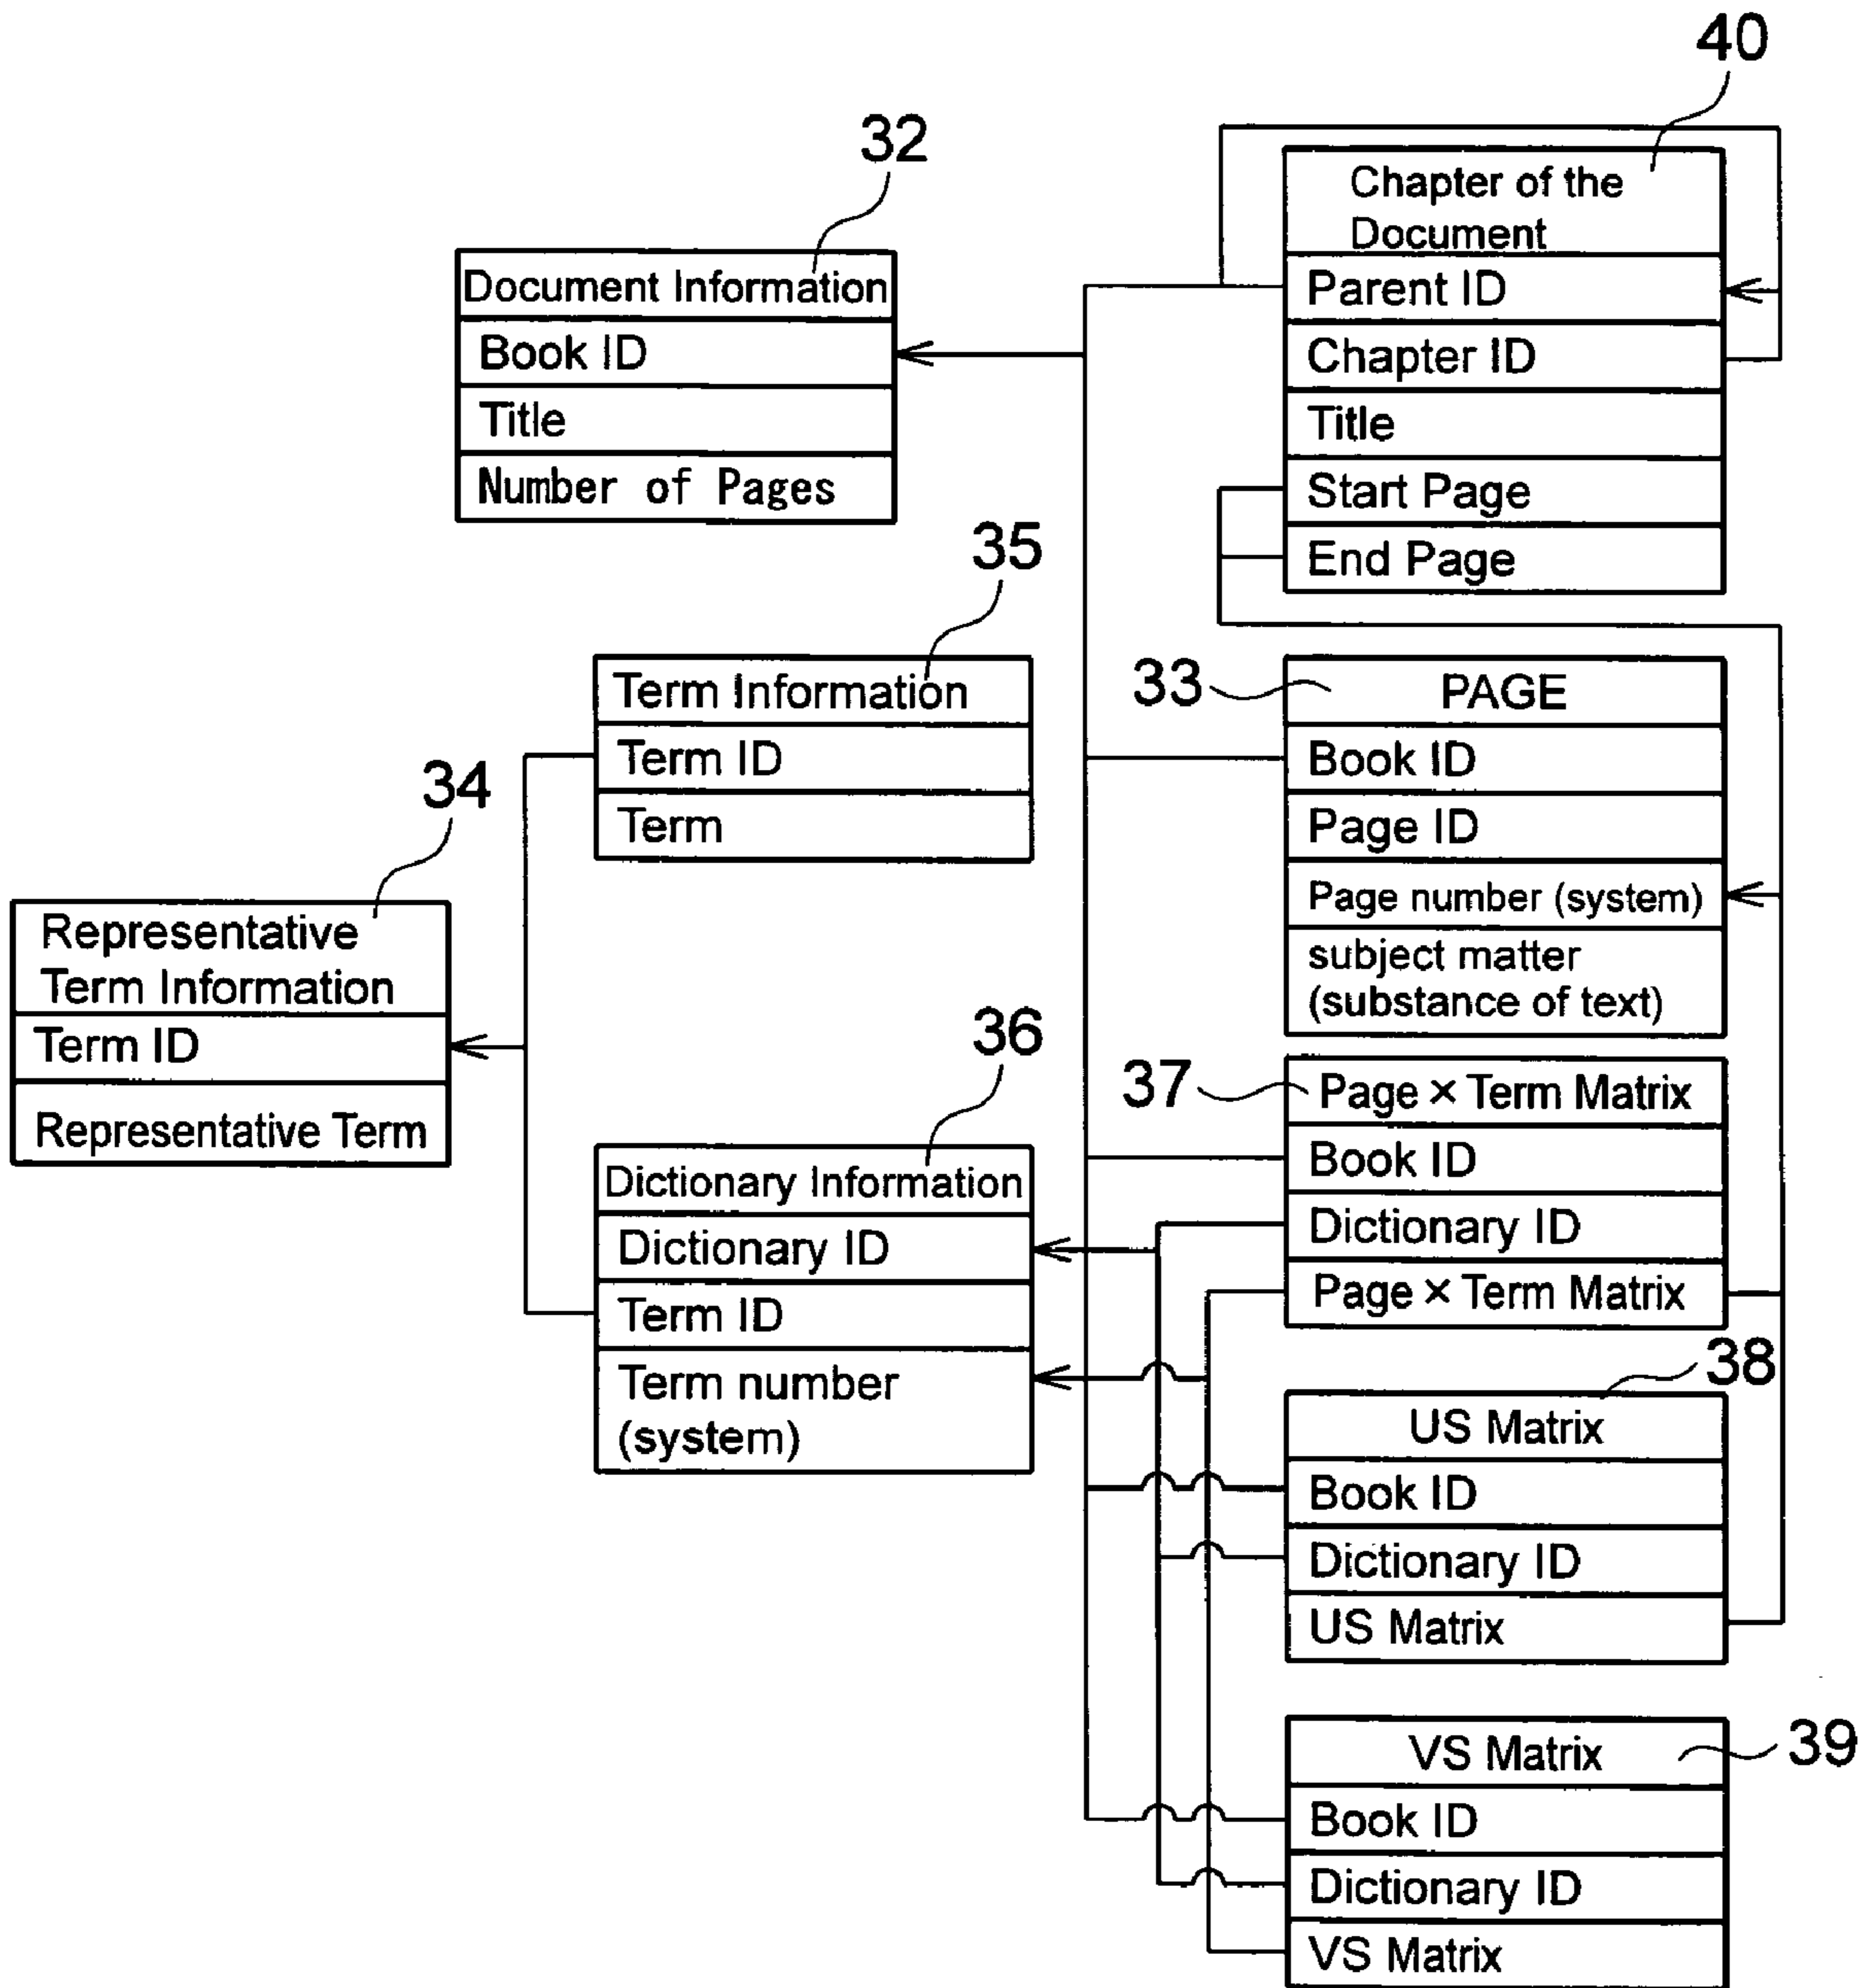 40
Chapter of the
Document
Parent ID
Chapter ID
Title
Start Page
End Page
32
Document Information
Book ID
Title
Number of Pages
35
Term Information
Term ID
Term
33
PAGE
Book ID
Page ID
Page number (system)
subject matter
(substance of text)
34
Representative
Term Information
Term ID
Representative Term
36
Dictionary Information
Dictionary ID
Term ID
Term number
(system)
37
Page × Term Matrix
Book ID
Dictionary ID
Page × Term Matrix
38
US Matrix
Book ID
Dictionary ID
US Matrix
39
VS Matrix
Book ID
Dictionary ID
VS Matrix